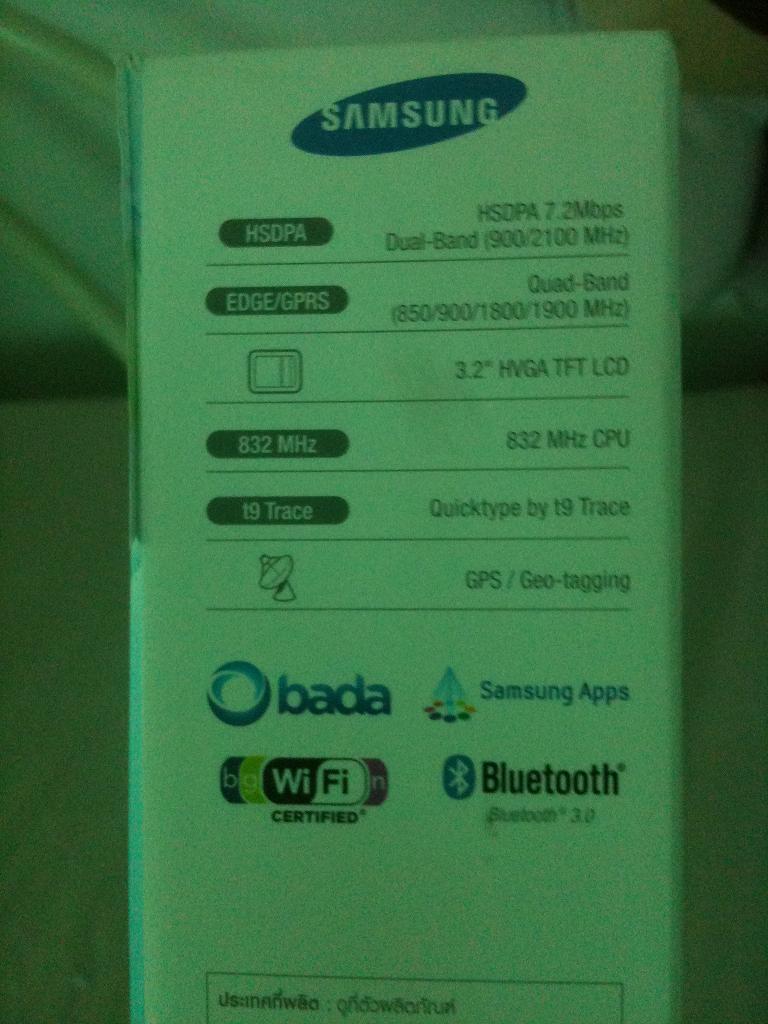 SAMSUNG
HSDPA
HSDPA 7.2Mbps
Dual-Band (900/2100 MHz)
EDGE/GPRS
Quad-Band
(850/900/1800/1900 MHz)
3.2" HVGA TFT LCD
832 MHz
832 MHz CPU
t9 Trace
Quicktype by t9 Trace
GPS / Geo-tagging
bada
Samsung Apps
b g WiFi n
CERTIFIED®
Bluetooth®
Bluetooth® 3.0
ประเทศที่ผลิต : ดูที่ตัวผลิตภัณฑ์